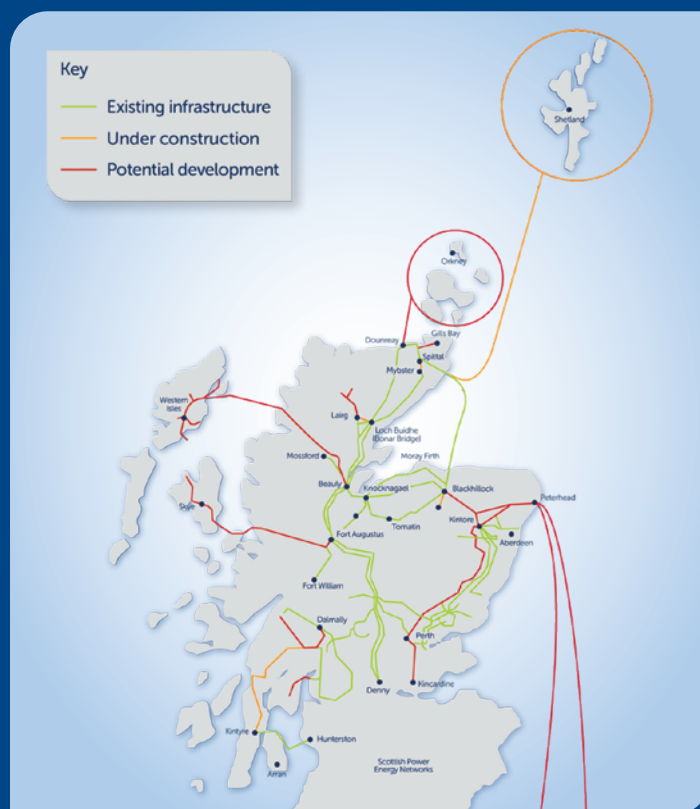 Key
Existing infrastructure
Under construction
Potential development
Shetland
Orkney
Dounreay
Gills Bay
Spittal
Mybster
Western
Isles
Lairg
Loch Buidhe
(Bonar Bridge)
Mossford
Moray Firth
Beauly
Knocknagael
Blackhillock
Peterhead
Skye
Tomatin
Kintore
Fort Augustus
Aberdeen
Fort William
Dalmally
Perth
Denny
Kincardine
Kintyre
Hunterston
Arran
Scottish Power
Energy Networks